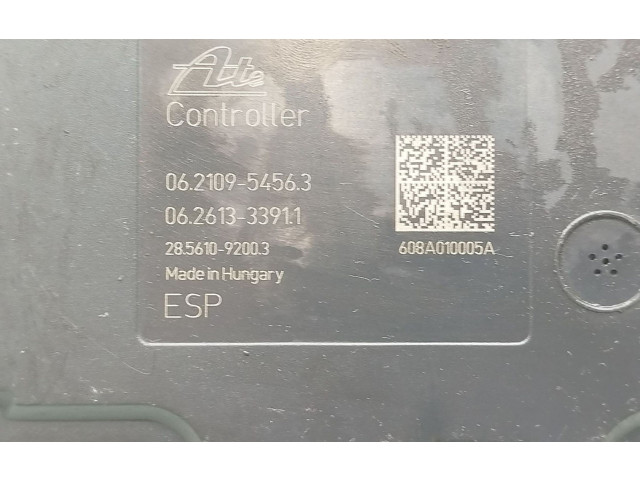 Ate
Controller
06.2109-5456.3
06.2613-3391.1
28.5610-9200.3
Made in Hungary
ESP
608A010005A